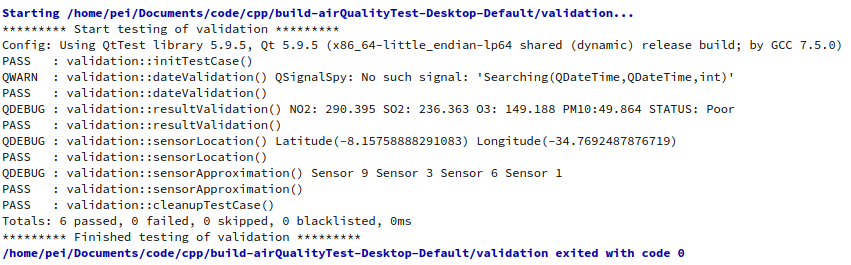 Starting /home/pei/Documents/code/cpp/build-airQualityTest-Desktop-Default/validation...
********* Start testing of validation *********
Config: Using QtTest library 5.9.5, Qt 5.9.5 (x86_64-little_endian-lp64 shared (dynamic) release build; by GCC 7.5.0)
PASS   : validation::initTestCase()
QWARN  : validation::dateValidation() QSignalSpy: No such signal: 'Searching(QDateTime,QDateTime,int)'
PASS   : validation::dateValidation()
QDEBUG : validation::resultValidation() NO2: 290.395 SO2: 236.363 O3: 149.188 PM10:49.864 STATUS: Poor
PASS   : validation::resultValidation()
QDEBUG : validation::sensorLocation() Latitude(-8.15758888291083) Longitude(-34.7692487876719)
PASS   : validation::sensorLocation()
QDEBUG : validation::sensorApproximation() Sensor 9 Sensor 3 Sensor 6 Sensor 1
PASS   : validation::sensorApproximation()
PASS   : validation::cleanupTestCase()
Totals: 6 passed, 0 failed, 0 skipped, 0 blacklisted, 0ms
********* Finished testing of validation *********
/home/pei/Documents/code/cpp/build-airQualityTest-Desktop-Default/validation exited with code 0